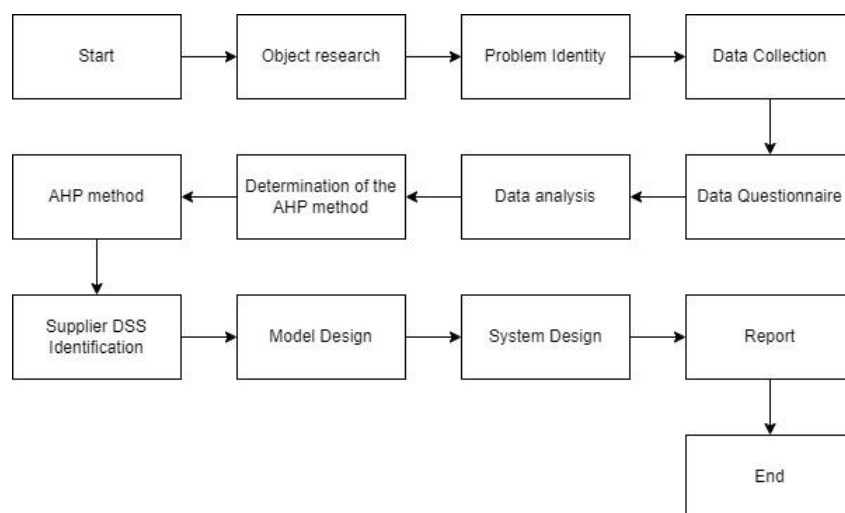 Start
Object research
Problem Identity
Data Collection
AHP method
Determination of the
AHP method
Data analysis
Data Questionnaire
Supplier DSS
Identification
Model Design
System Design
Report
End